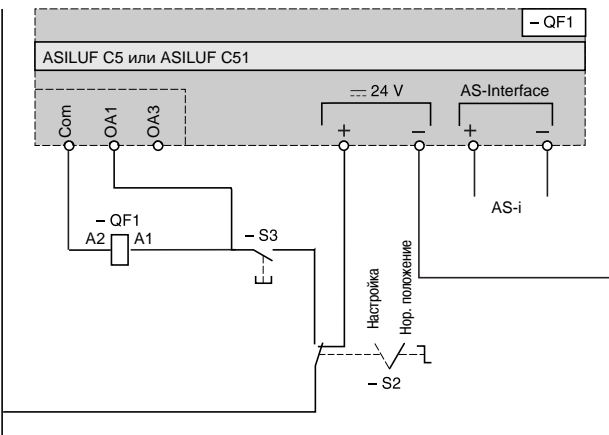 – QF1
ASILUF C5 или ASILUF C51
24 V
AS-Interface
Com
OA1
OA3
+
–
+
–
AS-i
– QF1
A2
A1
– S3
Настройка
Нор. положение
– S2